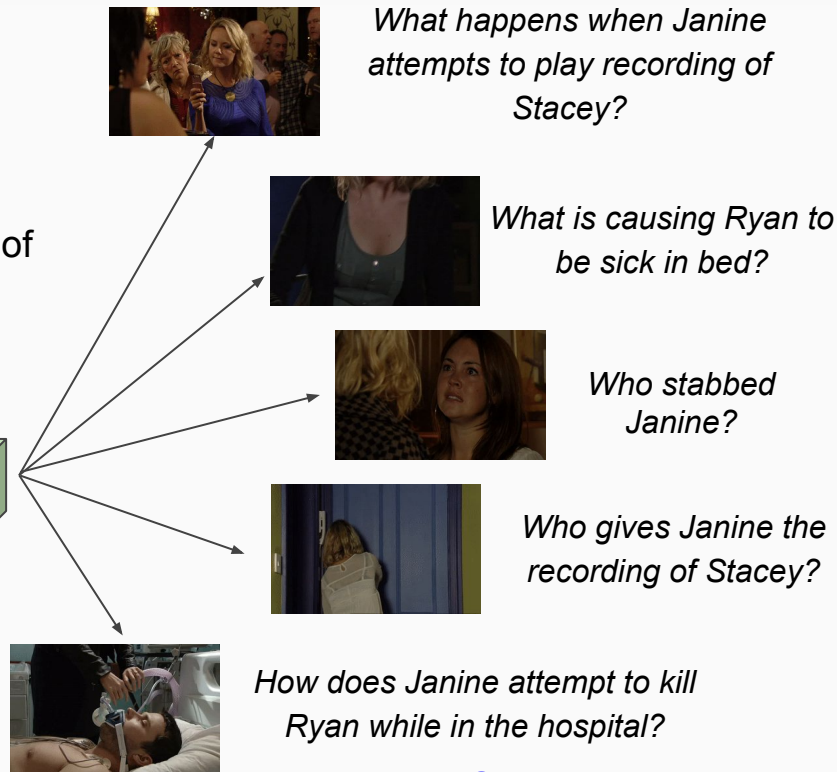 What happens when Janine
attempts to play recording of
Stacey?
of
What is causing Ryan to
be sick in bed?
Who stabbed
Janine?
Who gives Janine the
recording of Stacey?
How does Janine attempt to kill
Ryan while in the hospital?